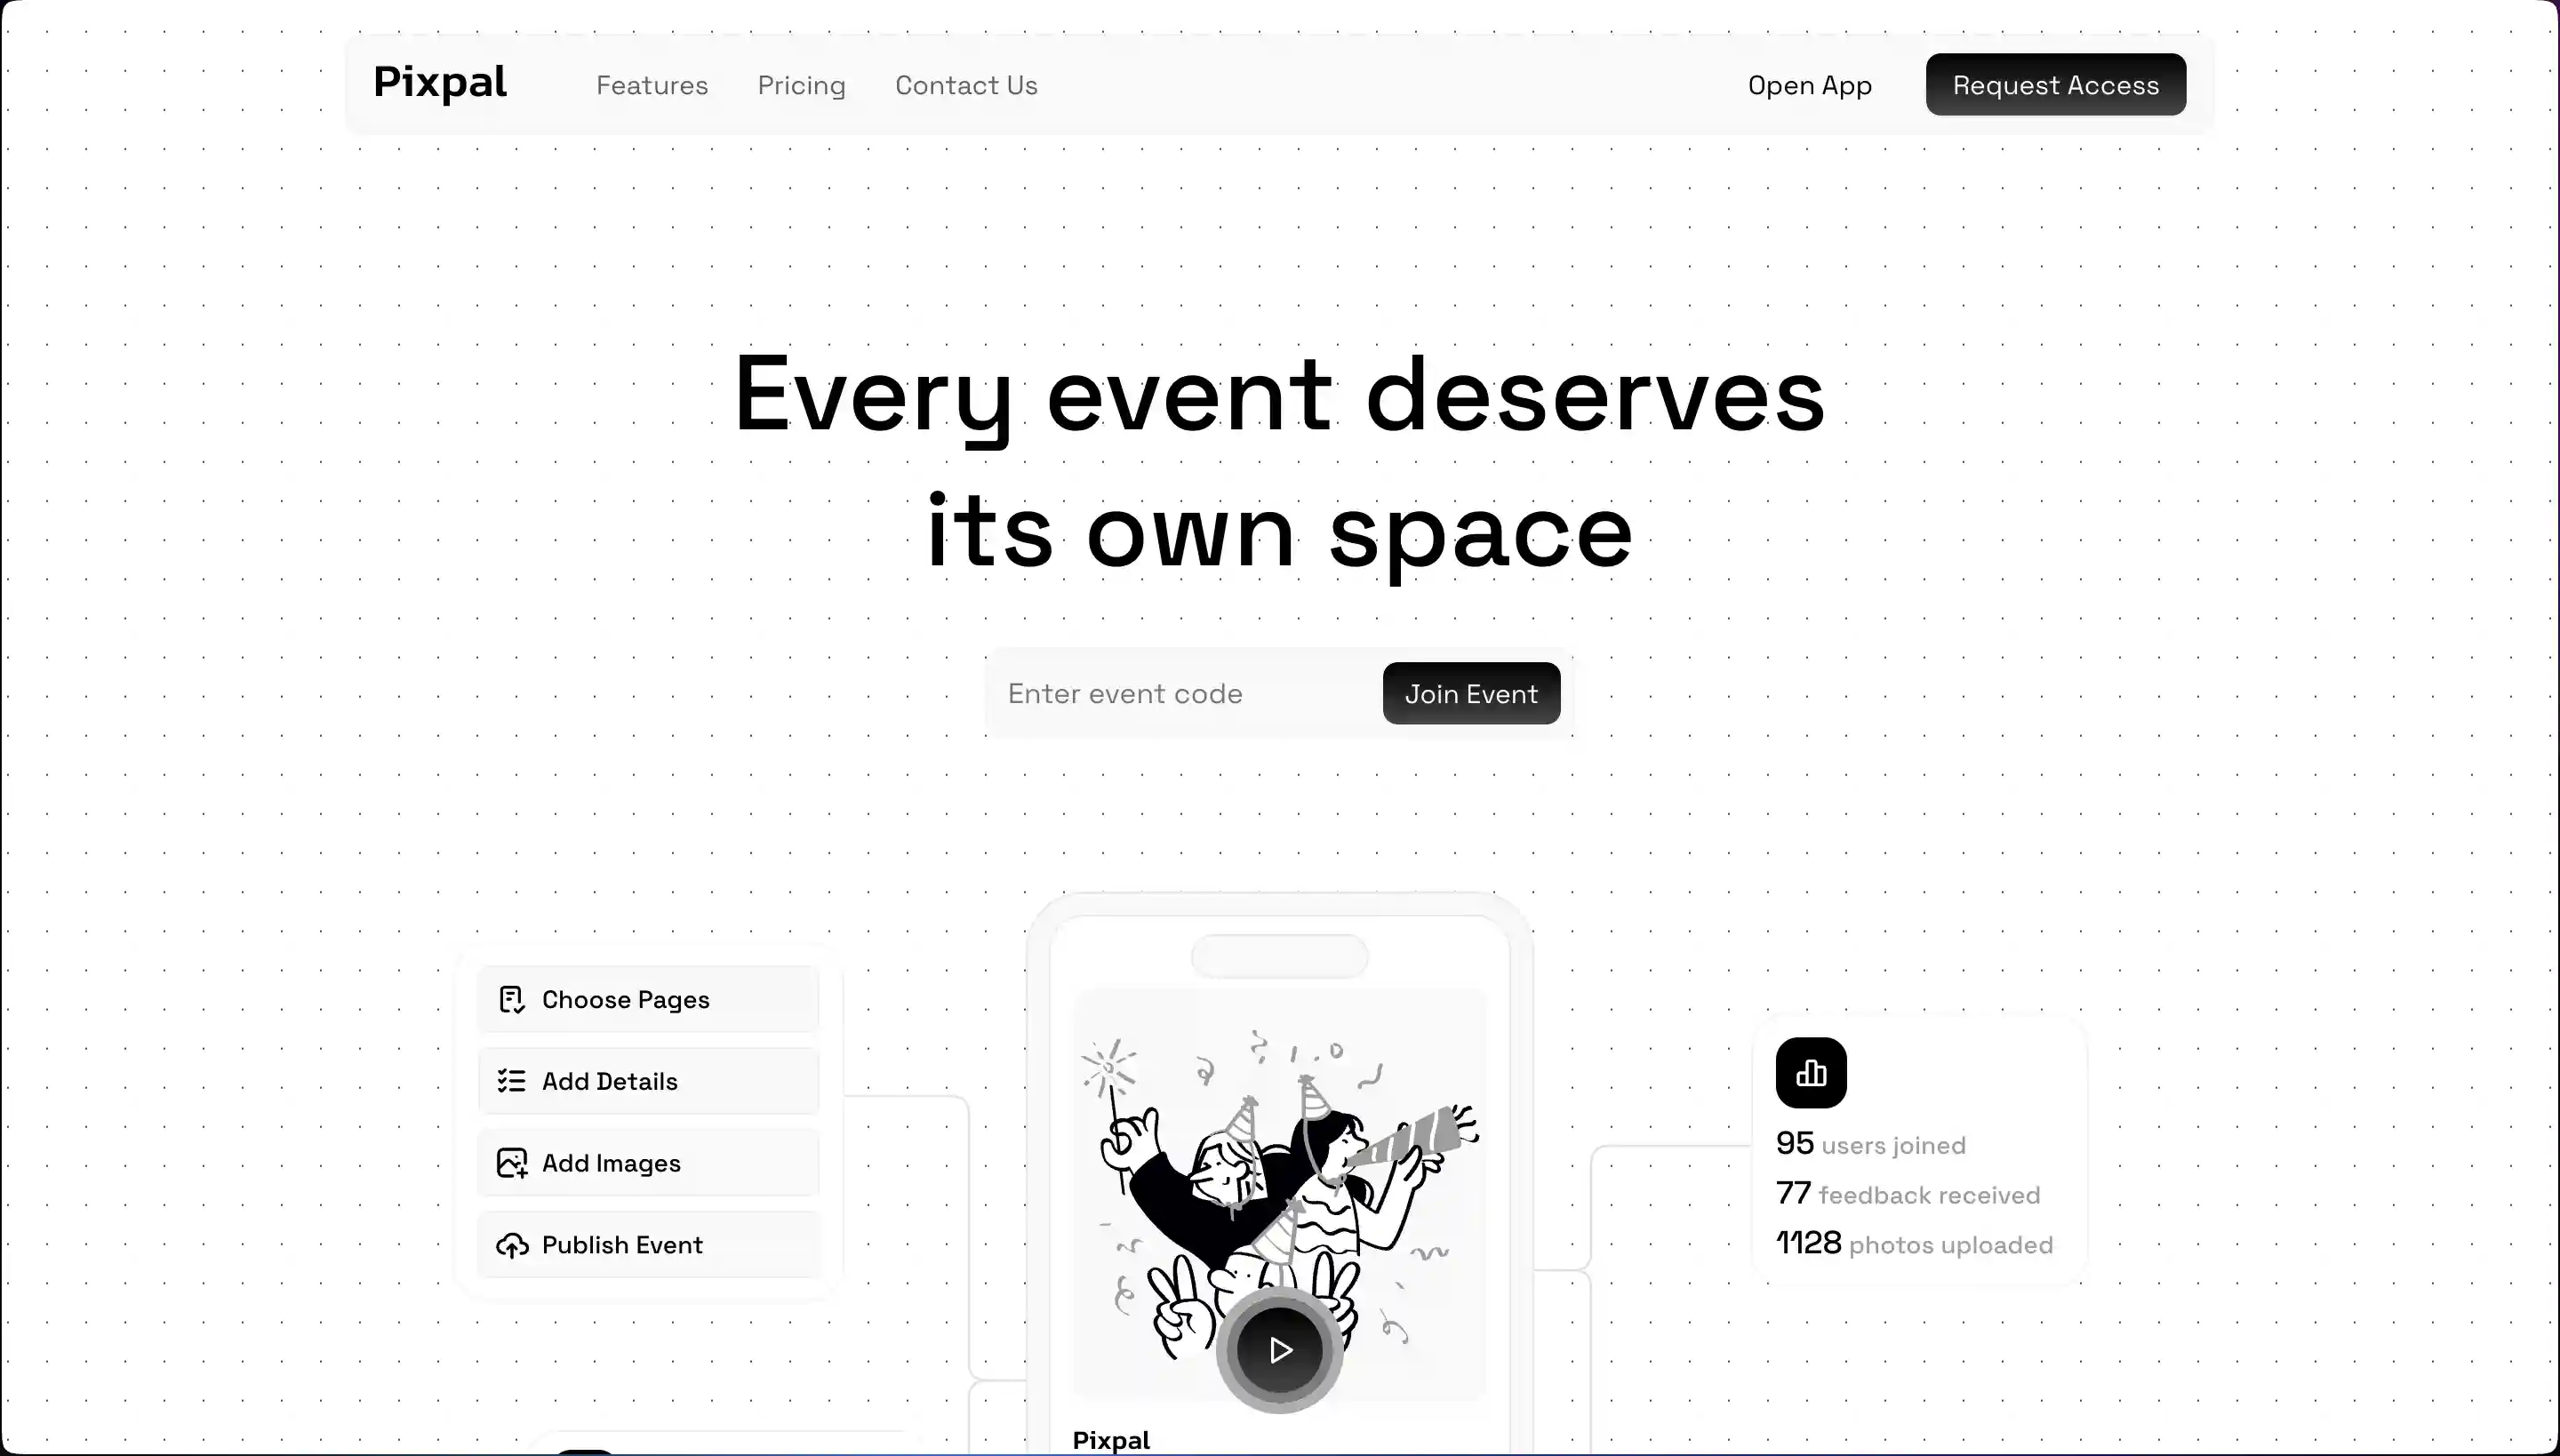 Pixpal
Features
Pricing
Contact Us
Open App
Request Access
Every event deserves
its own space
Enter event code
Join Event
Choose Pages
Add Details
Add Images
Publish Event
95 users joined
77 feedback received
1128 photos uploaded
Pixpal